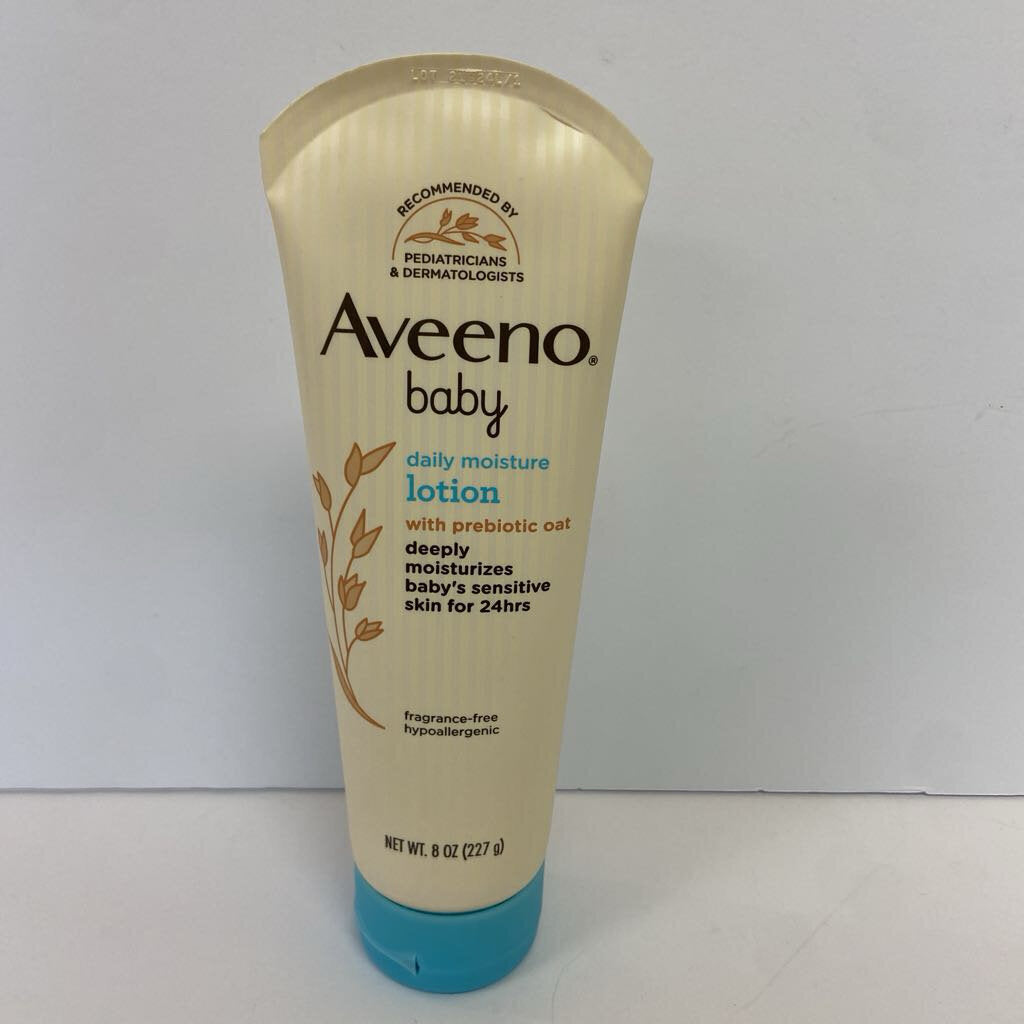 LOT
RECOMMENDED BY
PEDIATRICIANS
& DERMATOLOGISTS
Aveeno®
baby
daily moisture
lotion
with prebiotic oat
deeply
moisturizes
baby's sensitive
skin for 24hrs
fragrance-free
hypoallergenic
NET WT. 8 OZ (227 g)